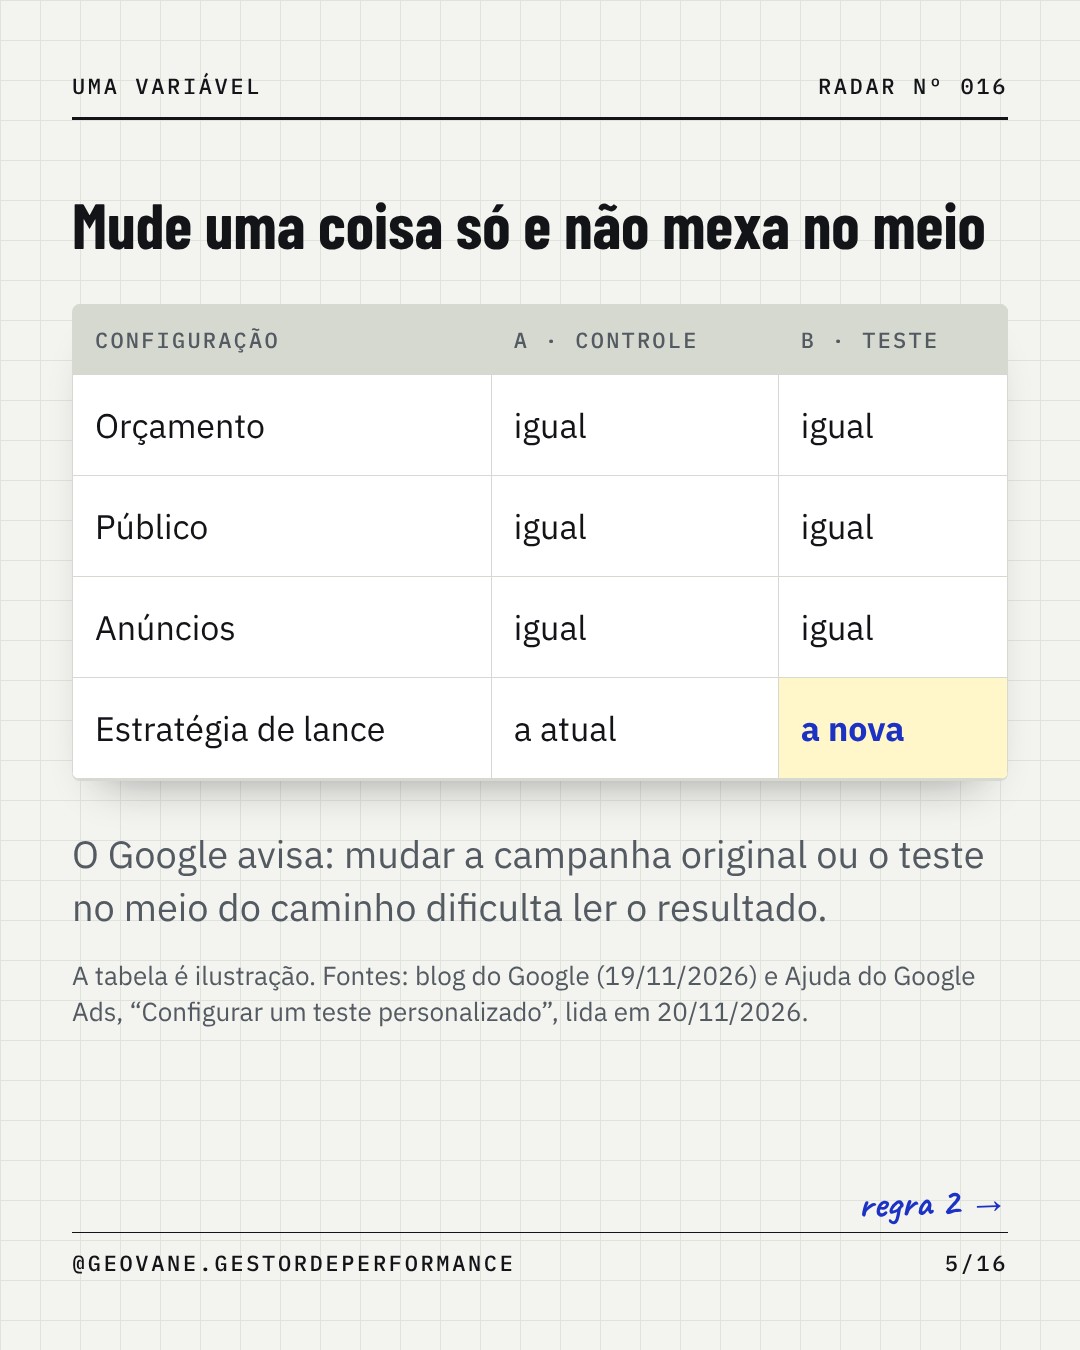 UMA VARIÁVEL RADAR Nº 016
Mude uma coisa só e não mexa no meio
CONFIGURAÇÃO A · CONTROLE B · TESTE
Orçamento igual igual
Público igual igual
Anúncios igual igual
Estratégia de lance a atual a nova
O Google avisa: mudar a campanha original ou o teste
no meio do caminho dificulta ler o resultado.
A tabela é ilustração. Fontes: blog do Google (19/11/2026) e Ajuda do Google
Ads, “Configurar um teste personalizado”, lida em 20/11/2026.
regra 2 →
@GEOVANE.GESTORDEPERFORMANCE 5/16